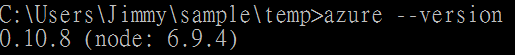 C:\Users\Jimmy\sample\temp>azure --version
0.10.8 (node: 6.9.4)